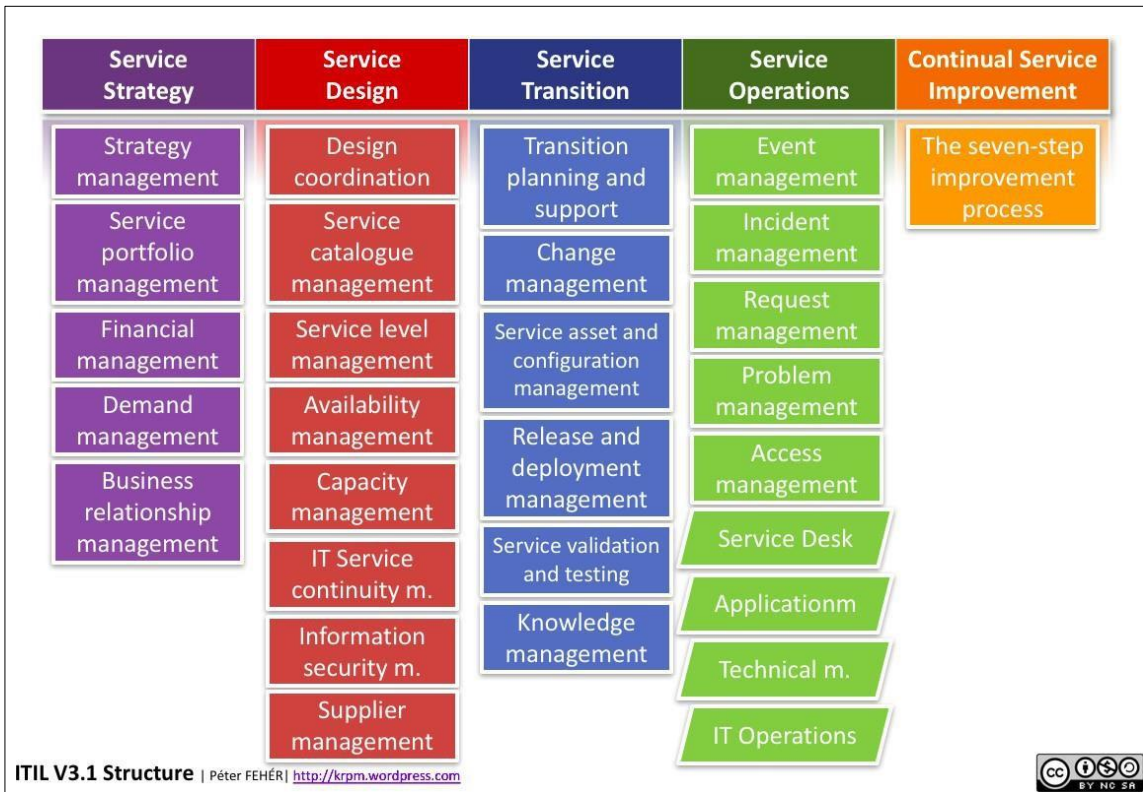 Service
Strategy
Service
Design
Service
Transition
Service
Operations
Continual Service
Improvement
Strategy
management
Service
portfolio
management
Financial
management
Demand
management
Business
relationship
management
Design
coordination
Service
catalogue
management
Service level
management
Availability
management
Capacity
management
IT Service
continuity m.
Information
security m.
Supplier
management
Transition
planning and
support
Change
management
Service asset and
configuration
management
Release and
deployment
management
Service validation
and testing
Knowledge
management
Event
management
Incident
management
Request
management
Problem
management
Access
management
Service Desk
Applicationm
Technical m.
IT Operations
The seven-step
improvement
process
ITIL V3.1 Structure | Péter FEHÉR| http://krpm.wordpress.com
cc
BY NC SA